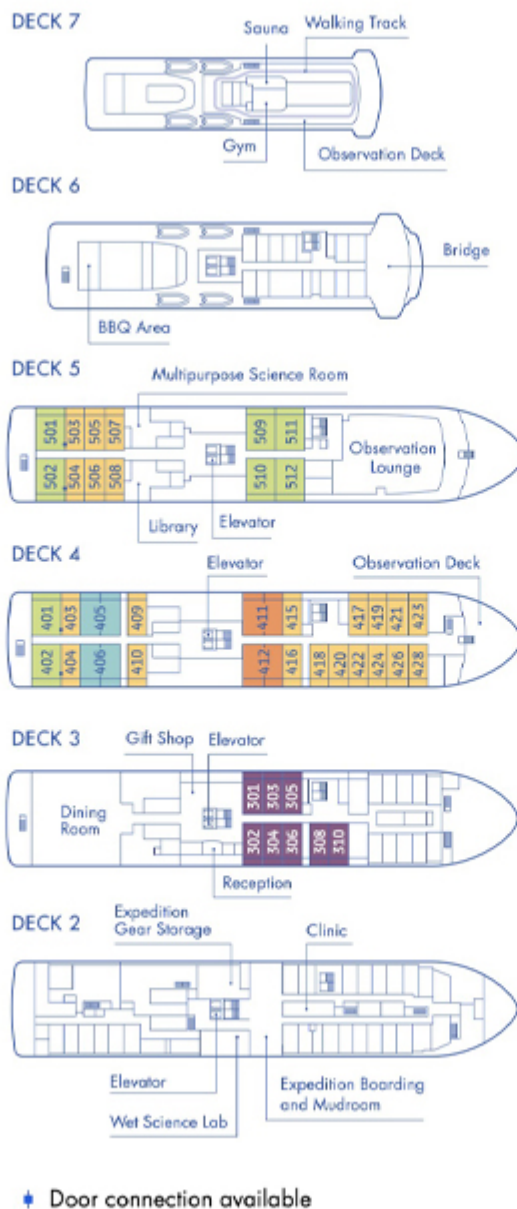 DECK 7
Sauna
Walking Track
Gym
Observation Deck
DECK 6
Bridge
BBQ Area
DECK 5
Multipurpose Science Room
501 503 505 507 509 511
Observation
Lounge
502 504 506 508 510 512
Library
Elevator
DECK 4
Elevator
Observation Deck
401 403 405 409 411 415 417 419 421 423
402 404 406 410 412 416 418 420 422 424 426 428
DECK 3
Gift Shop
Elevator
Dining
Room
301 303 305
302 304 306 308 310
Reception
DECK 2
Expedition
Gear Storage
Clinic
Elevator
Wet Science Lab
Expedition Boarding
and Mudroom
Door connection available